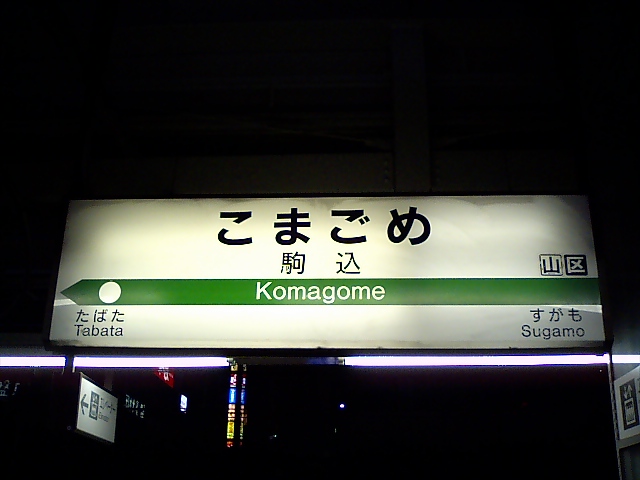 こまごめ
駒込
山区
Komagome
たばた
Tabata
すがも
Sugamo